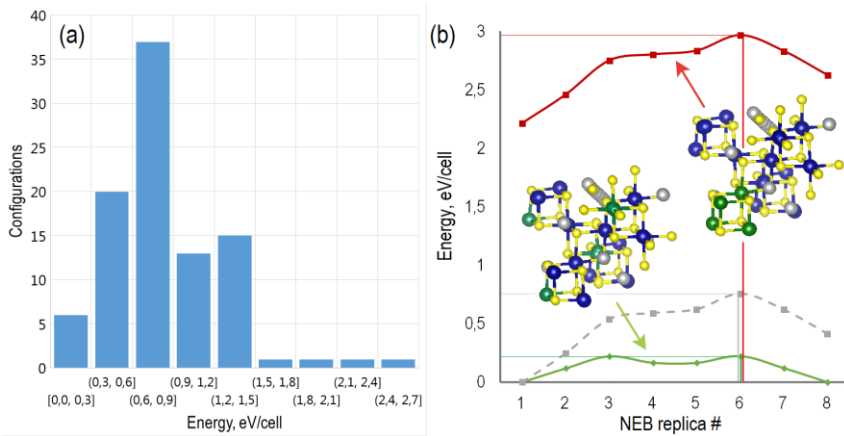 (a)
40
35
30
25
20
15
10
5
0
Configurations
(0,3, 0,6] (0,9, 1,2] (1,5, 1,8] (2,1, 2,4]
[0,0, 0,3] (0,6, 0,9] (1,2, 1,5] (1,8, 2,1] (2,4, 2,7]
Energy, eV/cell
(b)
3
2,5
2
1,5
1
0,5
0
Energy, eV/cell
1 2 3 4 5 6 7 8
NEB replica #